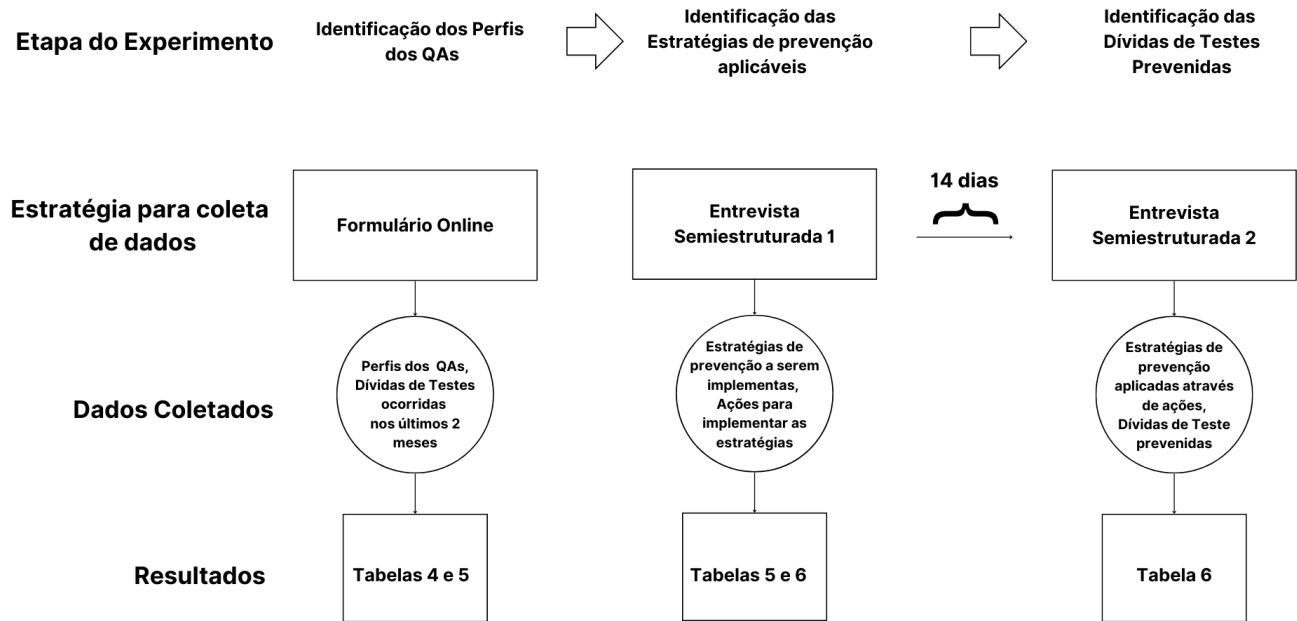 Etapa do Experimento
Identificação dos Perfis
dos QAs
Identificação das
Estratégias de prevenção
aplicáveis
Identificação das
Dívidas de Testes
Prevenidas
Estratégia para coleta
de dados
Formulário Online
Entrevista
Semiestruturada 1
14 dias
Entrevista
Semiestruturada 2
Dados Coletados
Perfis dos QAs,
Dívidas de Testes
ocorridas
nos últimos 2
meses
Estratégias de
prevenção a serem
implementas,
Ações para
implementar as
estratégias
Estratégias de
prevenção
aplicadas através
de ações,
Dívidas de Teste
prevenidas
Resultados
Tabelas 4 e 5
Tabelas 5 e 6
Tabela 6